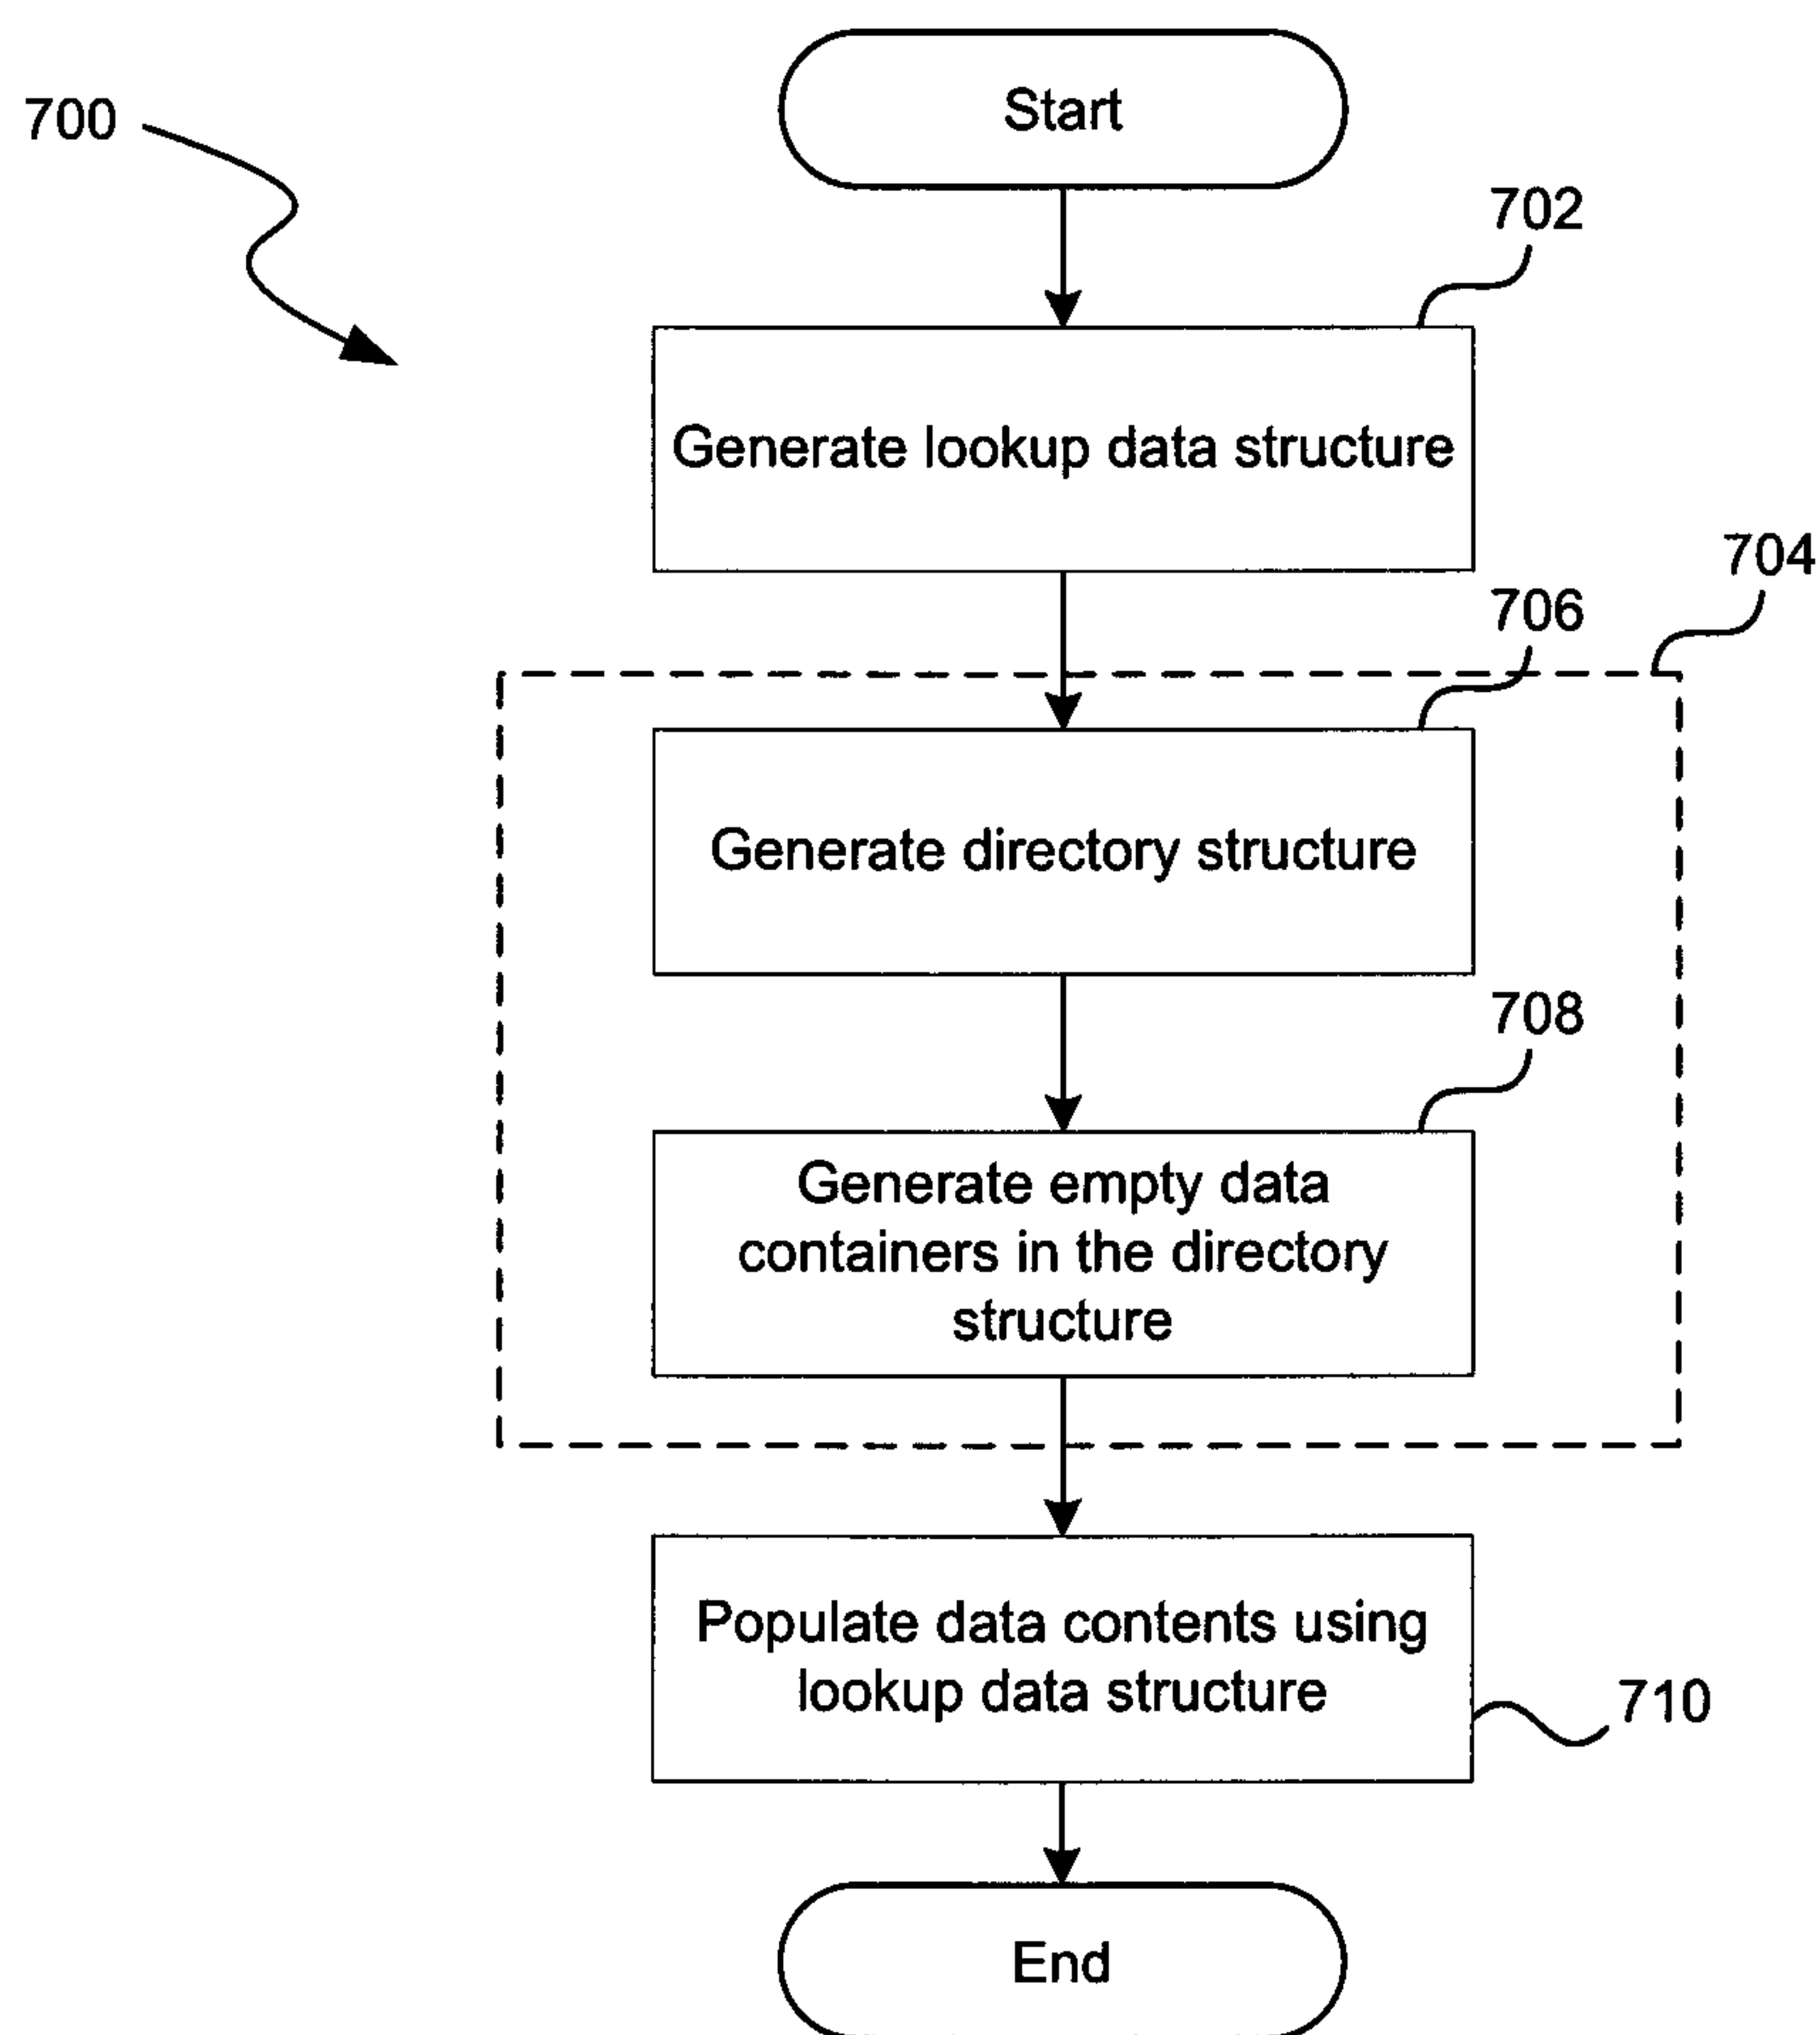 Start
700
702
Generate lookup data structure
704
706
Generate directory structure
708
Generate empty data
containers in the directory
structure
Populate data contents using
lookup data structure
710
End